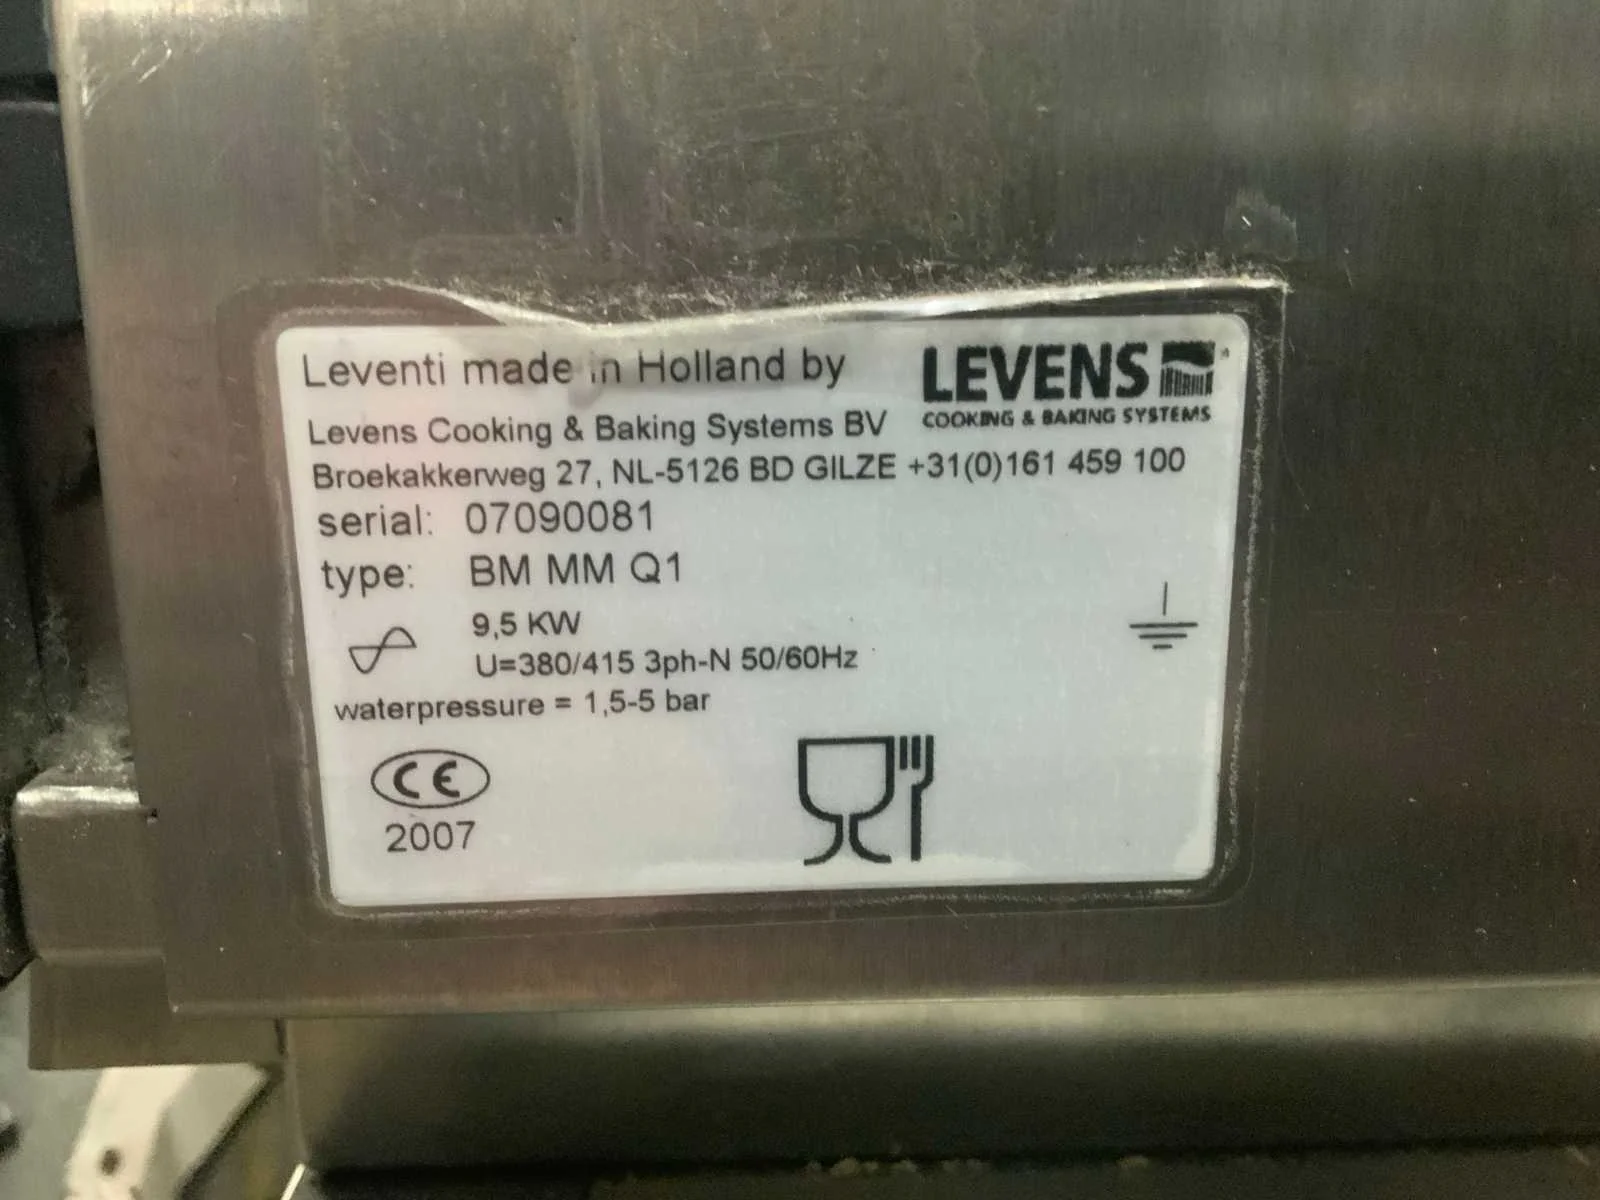 Leventi made in Holland by
LEVENS
COOKING & BAKING SYSTEMS
Levens Cooking & Baking Systems BV
Broekakkerweg 27, NL-5126 BD GILZE +31(0)161 459 100
serial: 07090081
type: BM MM Q1
9,5 KW
U=380/415 3ph-N 50/60Hz
waterpressure = 1,5-5 bar
CE
2007